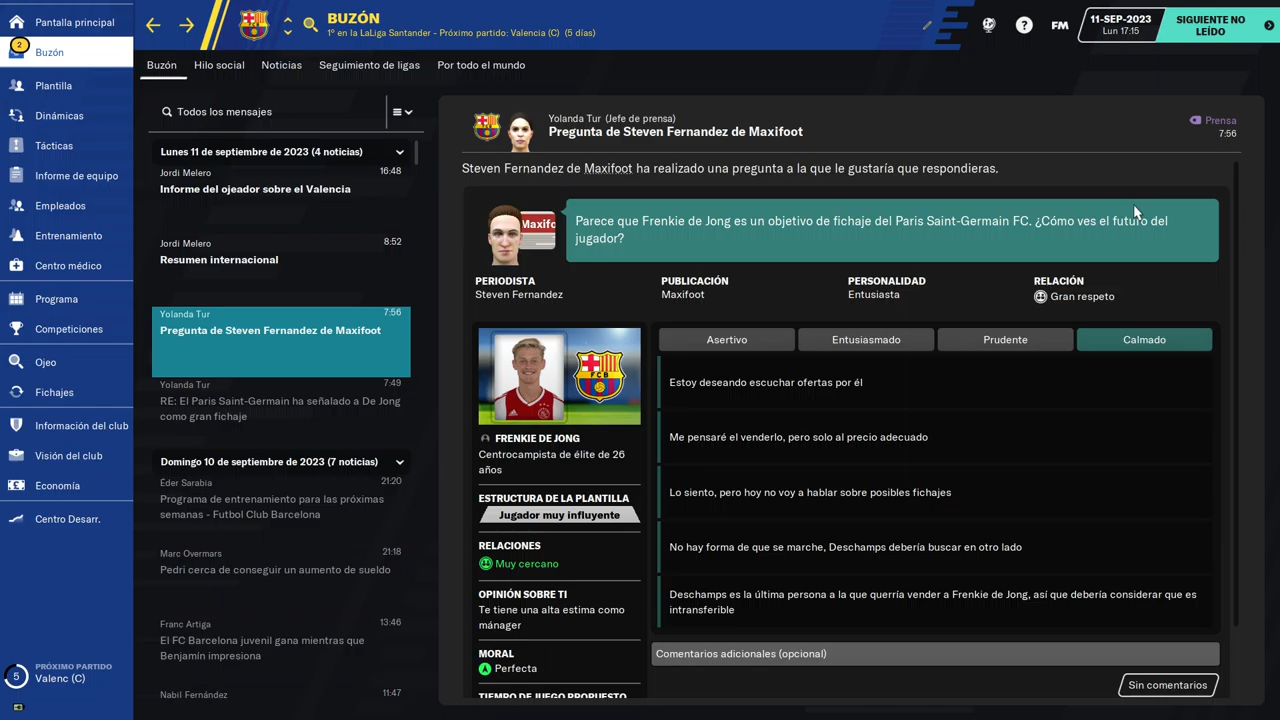 Pantalla principal
2
Buzón
Plantilla
Dinámicas
Tácticas
Informe de equipo
Empleados
Entrenamiento
Centro médico
Programa
Competiciones
Ojeo
Fichajes
Información del club
Visión del club
Economía
Centro Desarr.
5
PRÓXIMO PARTIDO
Valenc (C)
BUZÓN
1º en la LaLiga Santander - Próximo partido: Valencia (C) (5 días)
?
FM
11-SEP-2023
Lun 17:15
SIGUIENTE NO
LEÍDO
Buzón
Hilo social
Noticias
Seguimiento de ligas
Por todo el mundo
Todos los mensajes
Lunes 11 de septiembre de 2023 (4 noticias)
Jordi Melero
16:48
Informe del ojeador sobre el Valencia
Jordi Melero
8:52
Resumen internacional
Yolanda Tur
7:56
Pregunta de Steven Fernandez de Maxifoot
Yolanda Tur
7:49
RE: El Paris Saint-Germain ha señalado a De Jong
como gran fichaje
Domingo 10 de septiembre de 2023 (7 noticias)
Éder Sarabia
21:20
Programa de entrenamiento para las próximas
semanas - Futbol Club Barcelona
Marc Overmars
21:18
Pedri cerca de conseguir un aumento de sueldo
Franc Artiga
13:46
El FC Barcelona juvenil gana mientras que
Benjamín impresiona
Nabil Fernández
11:47
Yolanda Tur (Jefe de prensa)
Pregunta de Steven Fernandez de Maxifoot
Prensa
7:56
Steven Fernandez de Maxifoot ha realizado una pregunta a la que le gustaría que respondieras.
Maxifo
Parece que Frenkie de Jong es un objetivo de fichaje del Paris Saint-Germain FC. ¿Cómo ves el futuro del
jugador?
PERIODISTA
Steven Fernandez
PUBLICACIÓN
Maxifoot
PERSONALIDAD
Entusiasta
RELACIÓN
Gran respeto
FCB
FRENKIE DE JONG
Centrocampista de élite de 26
años
ESTRUCTURA DE LA PLANTILLA
Jugador muy influyente
RELACIONES
Muy cercano
OPINIÓN SOBRE TI
Te tiene una alta estima como
mánager
MORAL
Perfecta
TIEMPO DE JUEGO PROPUESTO
Asertivo
Entusiasmado
Prudente
Calmado
Estoy deseando escuchar ofertas por él
Me pensaré el venderlo, pero solo al precio adecuado
Lo siento, pero hoy no voy a hablar sobre posibles fichajes
No hay forma de que se marche, Deschamps debería buscar en otro lado
Deschamps es la última persona a la que querría vender a Frenkie de Jong, así que debería considerar que es
intransferible
Comentarios adicionales (opcional)
Sin comentarios